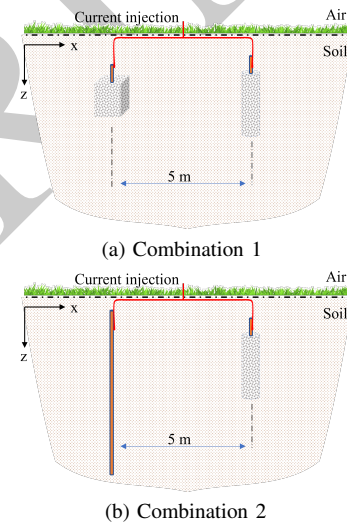 Current injection
Air
x
Soil
z
5 m
(a) Combination 1
Current injection
Air
x
Soil
z
5 m
(b) Combination 2